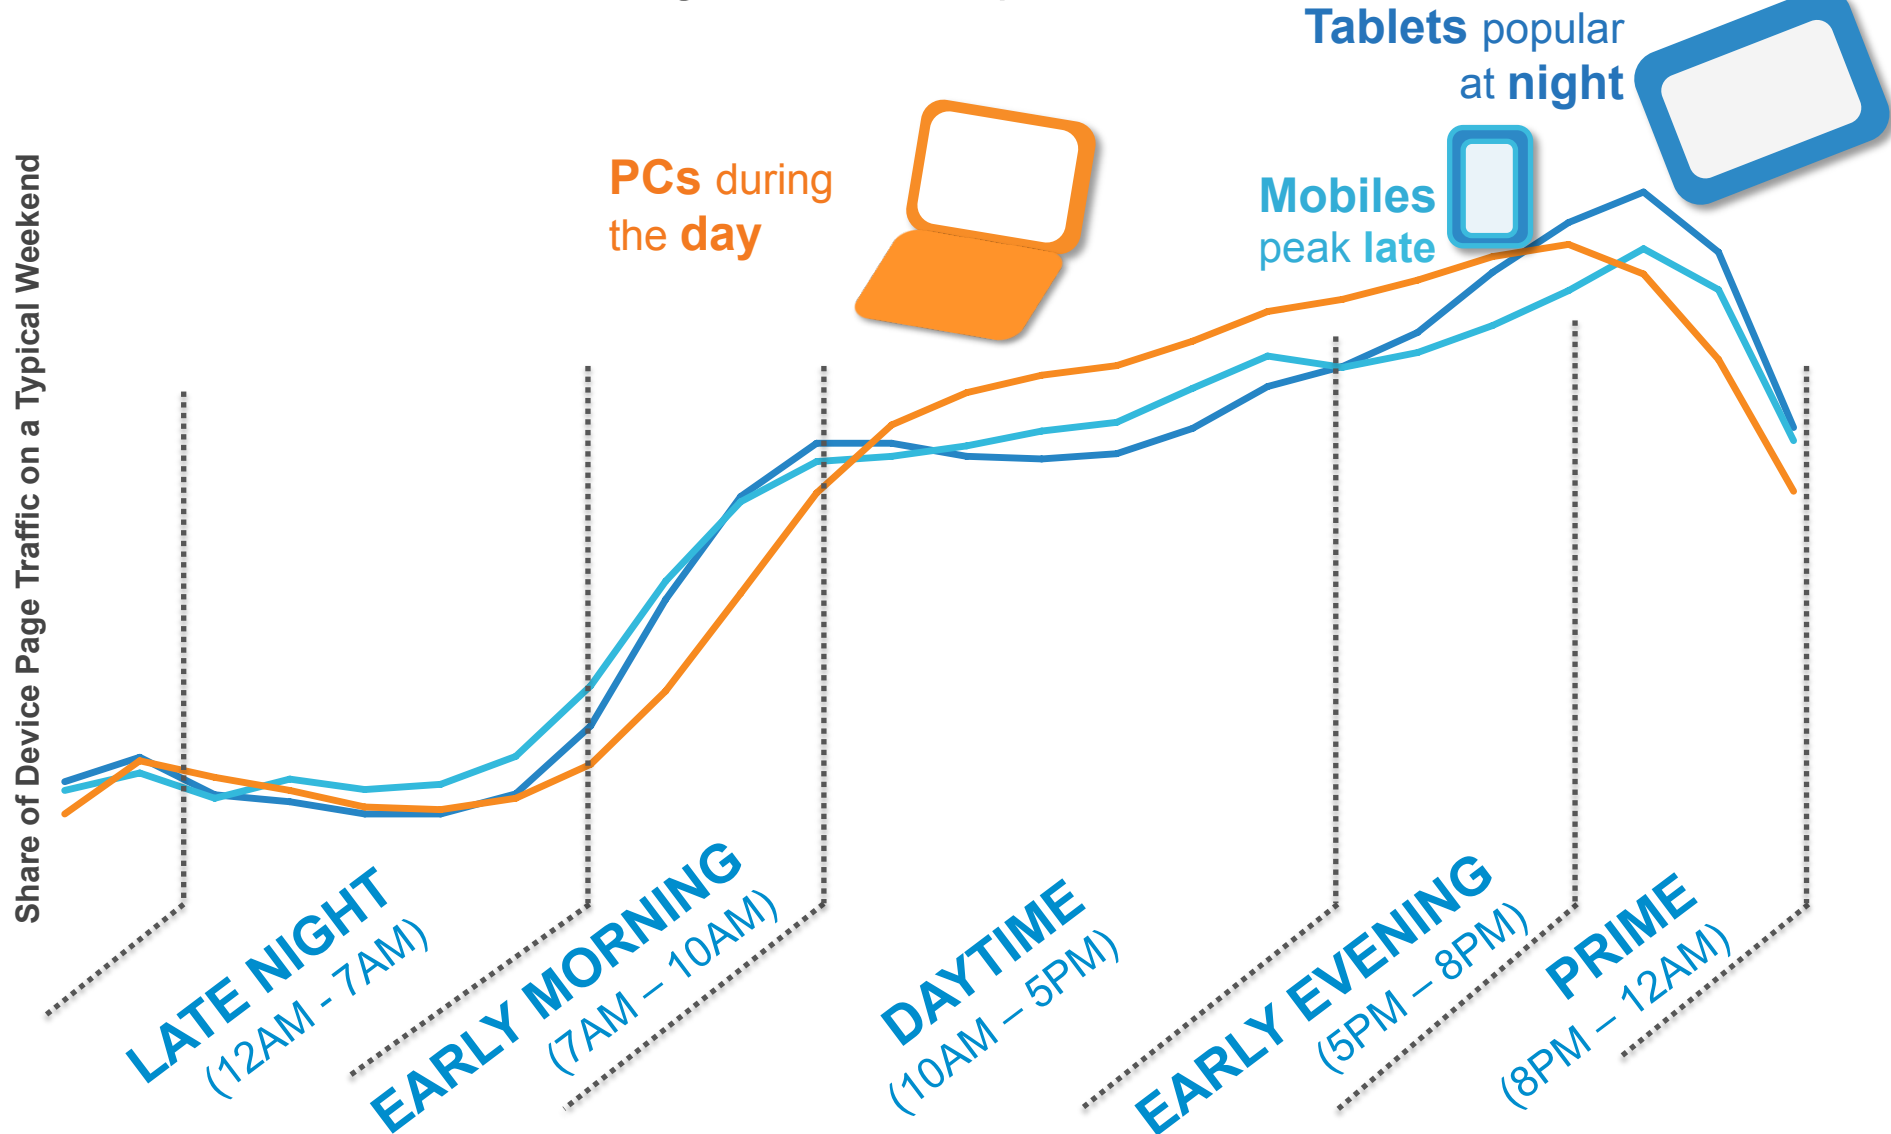 Tablets popular
at night
PCs during
the day
Mobiles
peak late
Share of Device Page Traffic on a Typical Weekend
LATE NIGHT
(12AM - 7AM)
EARLY MORNING
(7AM – 10AM)
DAYTIME
(10AM – 5PM)
EARLY EVENING
(5PM – 8PM)
PRIME
(8PM – 12AM)